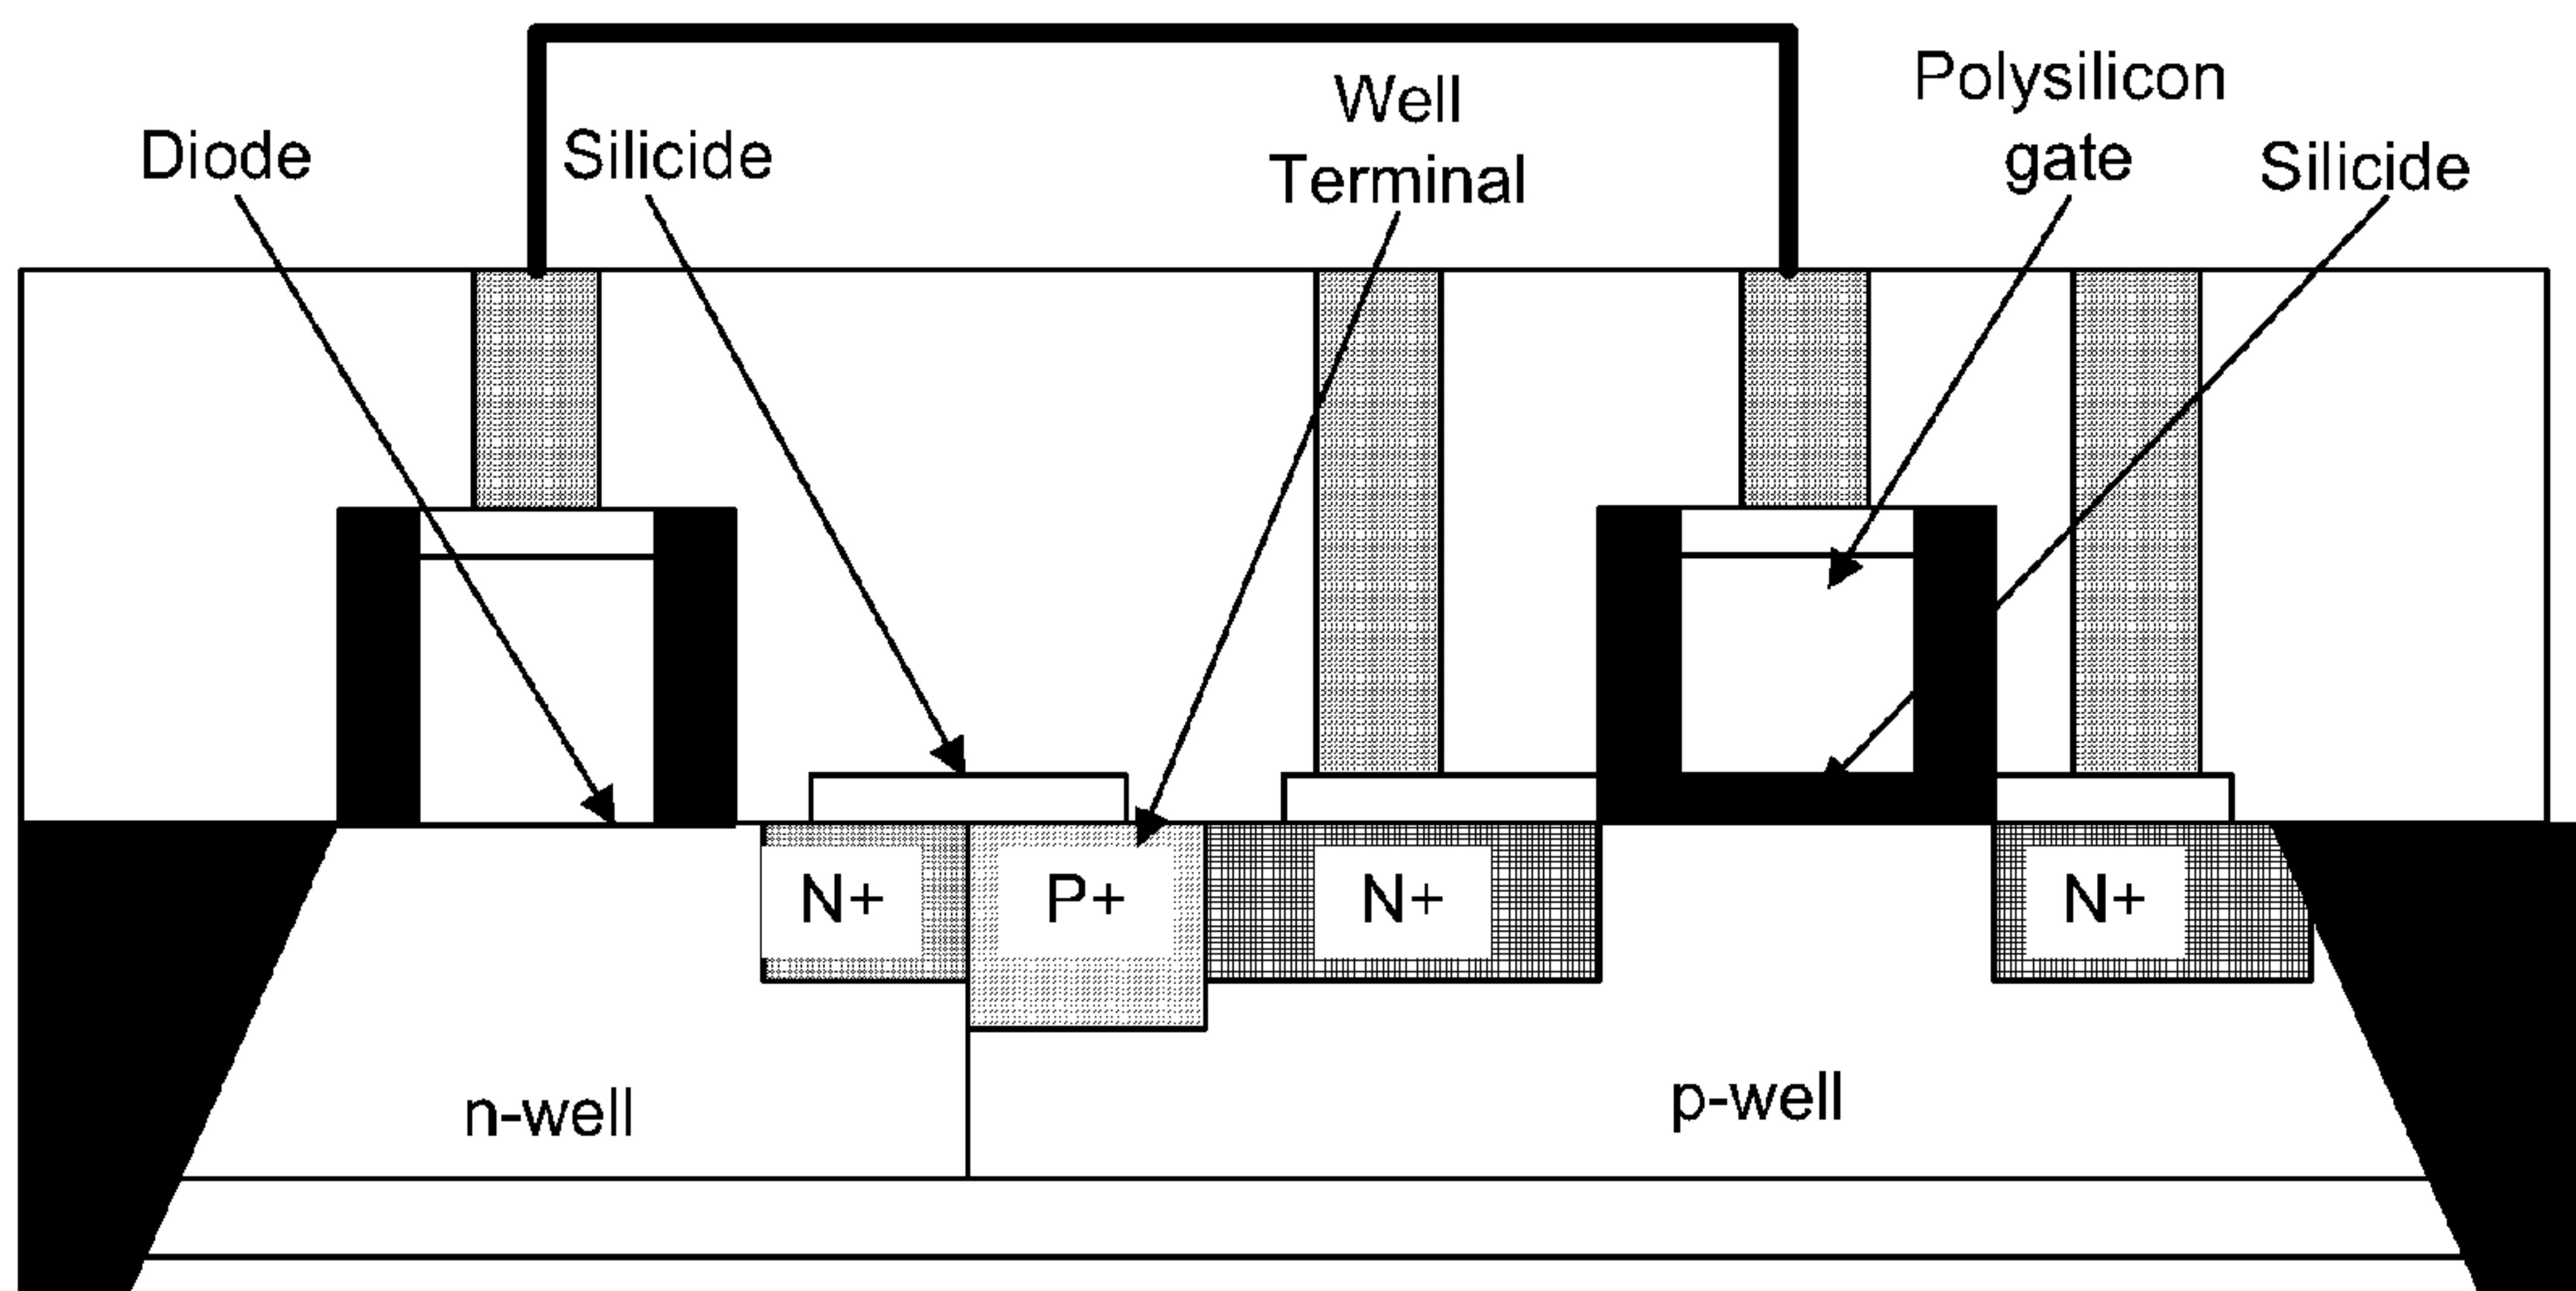 Diode
Silicide
Well
Terminal
Polysilicon
gate
Silicide
N+
P+
N+
N+
n-well
p-well